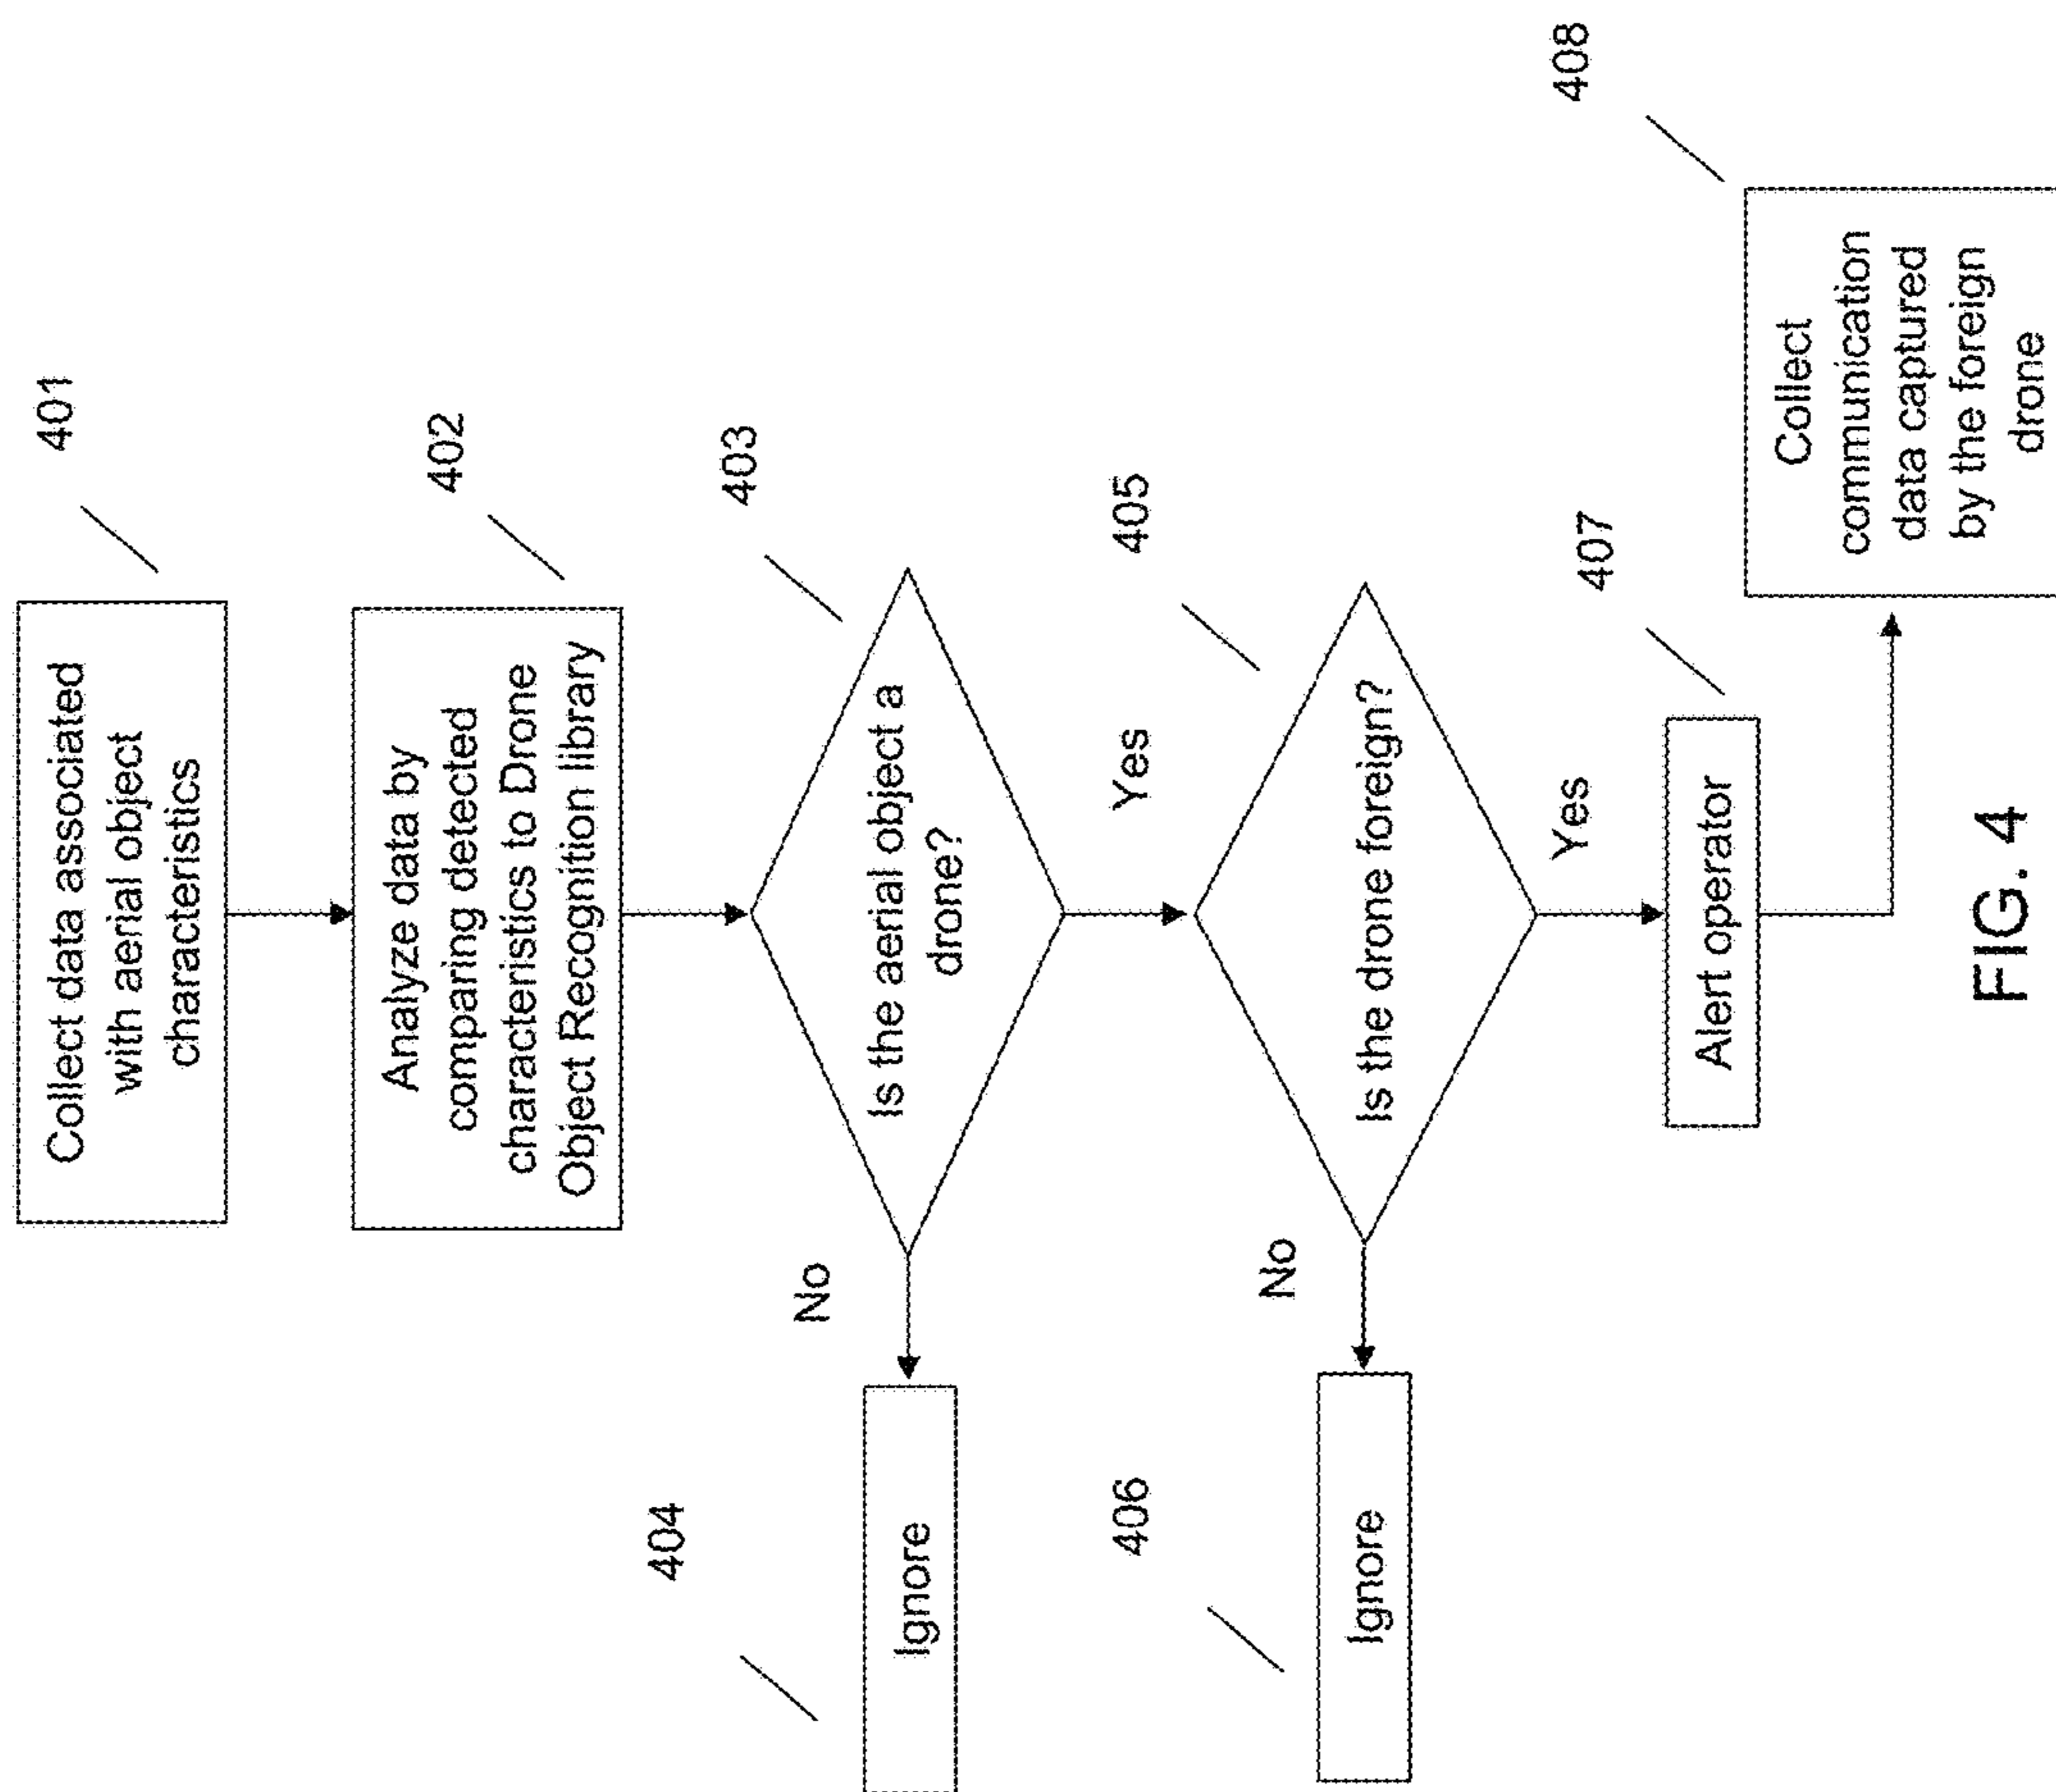 401
Collect data associated
with aerial object
characteristics
402
Analyze data by
comparing detected
characteristics to Drone
Object Recognition library
403
Is the aerial object a
drone?
No
404
Ignore
Yes
405
Is the drone foreign?
No
406
Ignore
Yes
407
Alert operator
408
Collect
communication
data captured
by the foreign
drone
FIG. 4